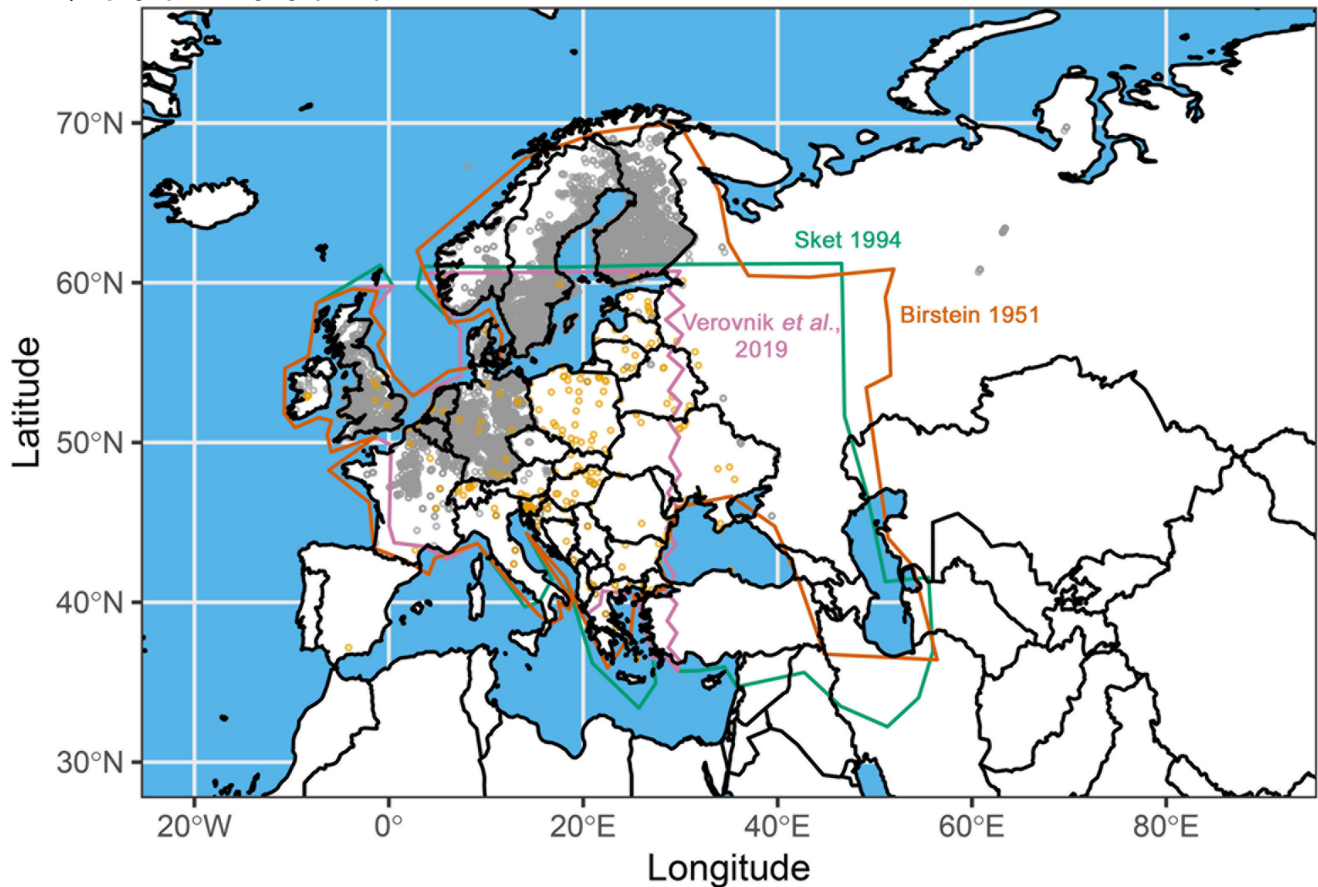 70°N
60°N
50°N
40°N
30°N
Latitude
Sket 1994
Birstein 1951
Verovnik et al.,
2019
20°W 0° 20°E 40°E 60°E 80°E
Longitude